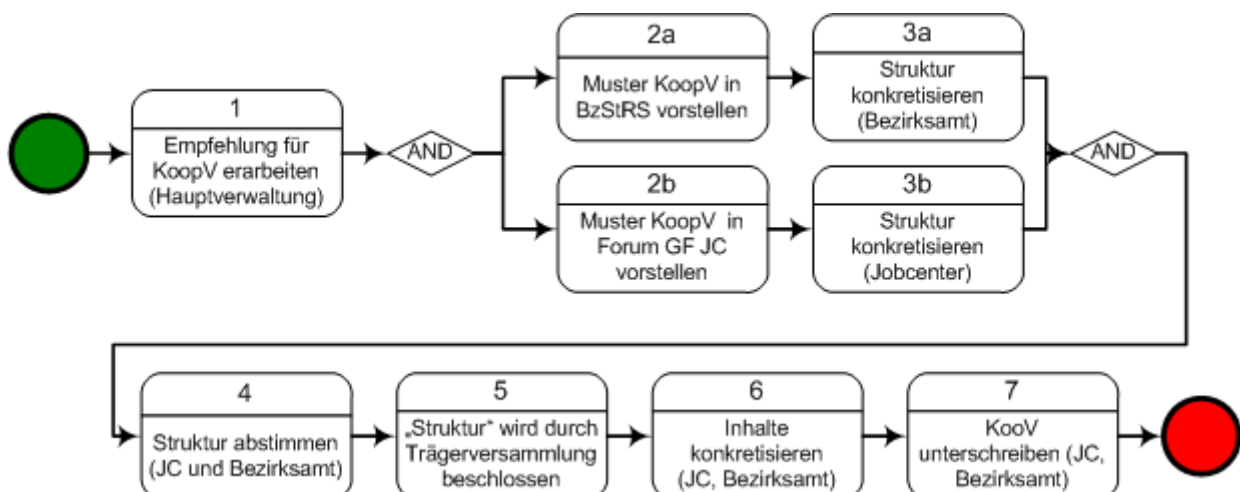 1
Empfehlung für
KoopV erarbeiten
(Hauptverwaltung)
AND
2a
Muster KoopV in
BzStRS vorstellen
3a
Struktur
konkretisieren
(Bezirksamt)
2b
Muster KoopV in
Forum GF JC
vorstellen
3b
Struktur
konkretisieren
(Jobcenter)
AND
4
Struktur abstimmen
(JC und Bezirksamt)
5
„Struktur“ wird durch
Trägerversammlung
beschlossen
6
Inhalte
konkretisieren
(JC, Bezirksamt)
7
KooV
unterschreiben (JC,
Bezirksamt)